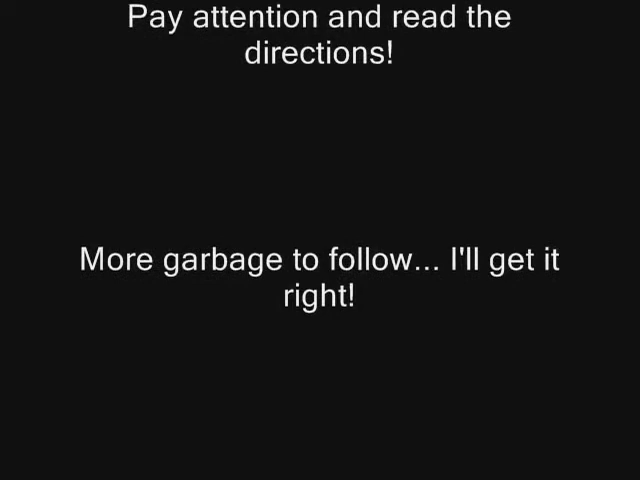 Pay attention and read the
directions!
More garbage to follow... I'll get it
right!